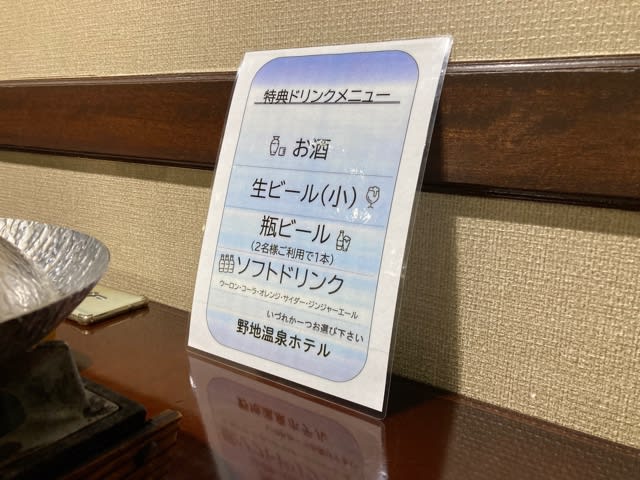 特典ドリンクメニュー
お酒
生ビール(小)
瓶ビール
(2名様ご利用で1本)
ソフトドリンク
ウーロン・コーラ・オレンジ・サイダー・ジンジャーエール
いづれか一つお選び下さい
野地温泉ホテル